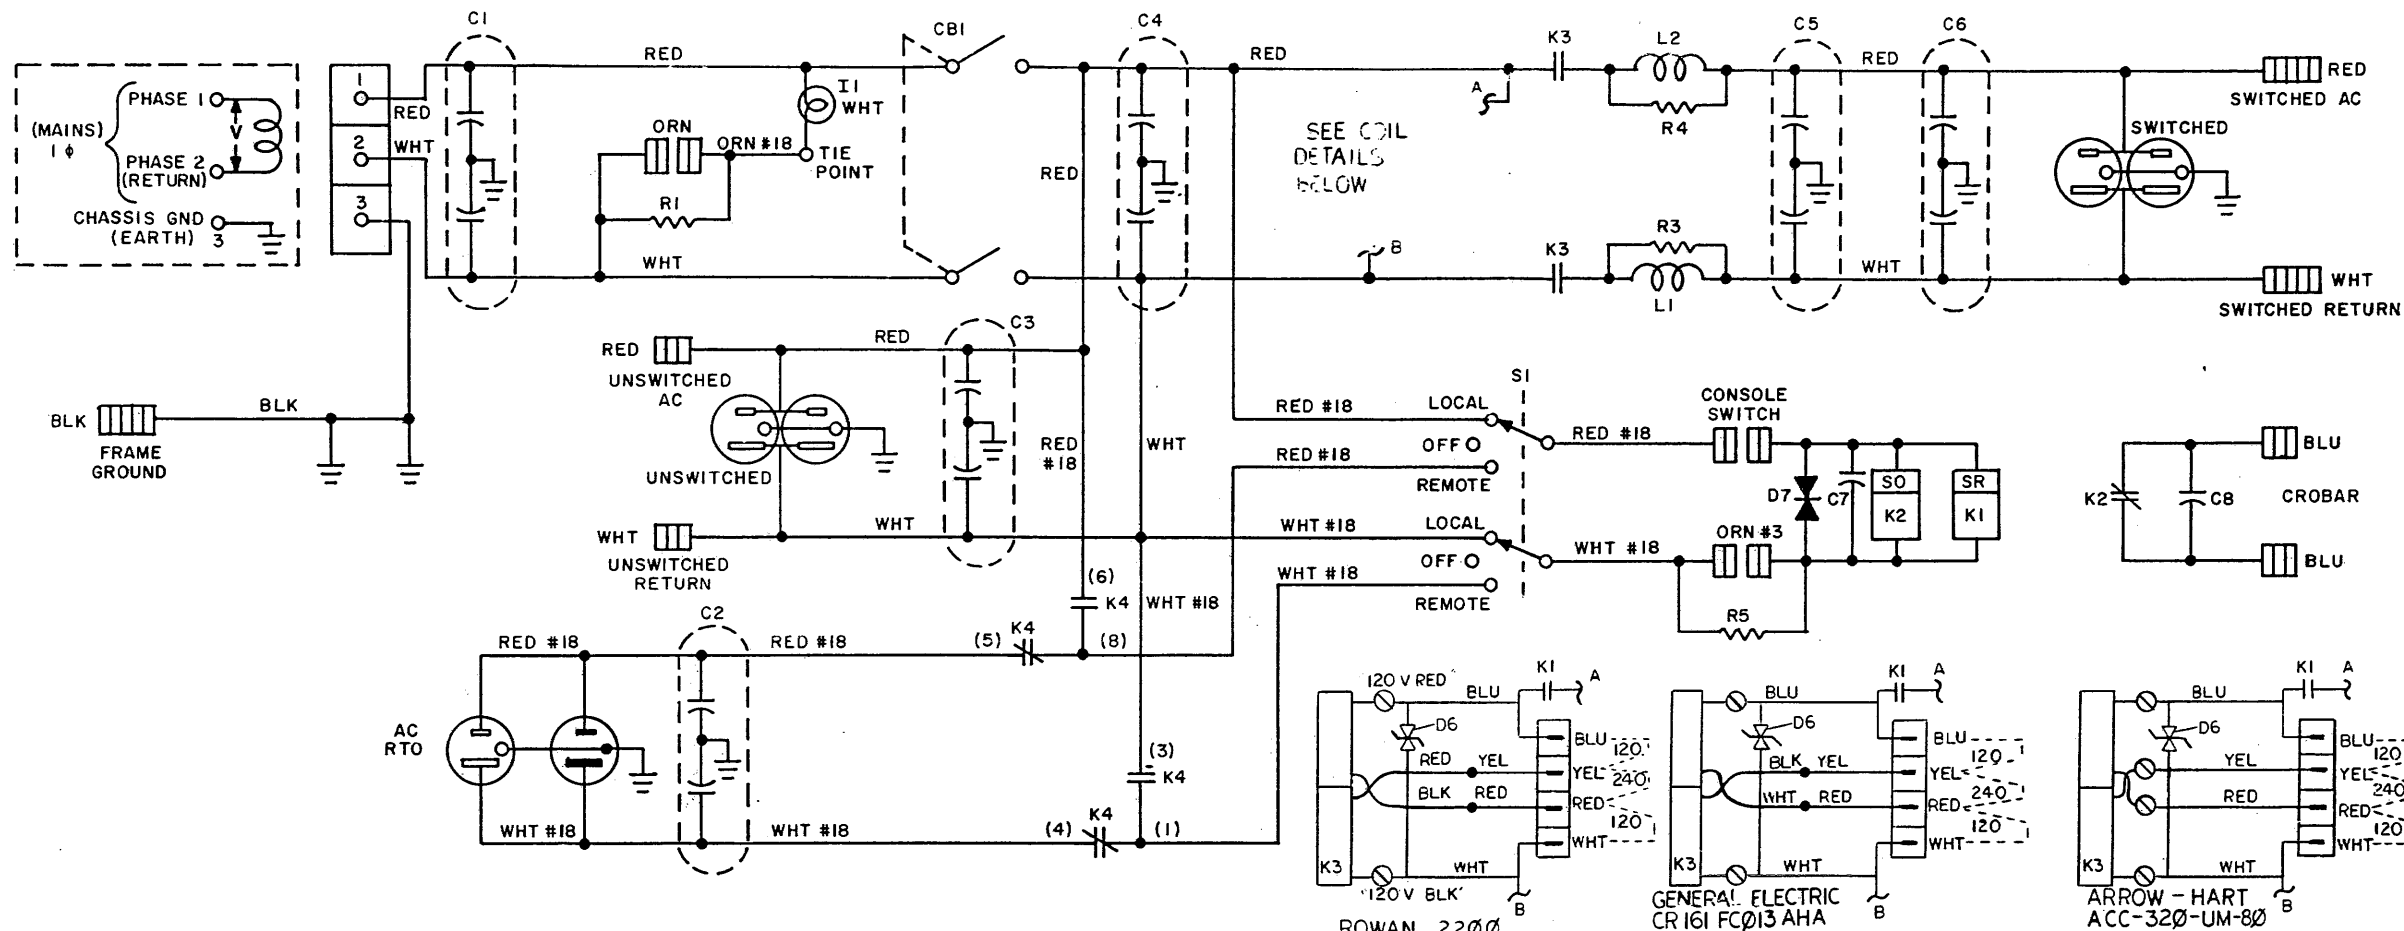 C1
CB1
C4
K3
L2
C5
C6
RED
RED
RED
RED
SWITCHED AC
PHASE 1
(MAINS)
1 ϕ
V
PHASE 2
(RETURN)
CHASSIS GND
(EARTH) 3
1
2
3
RED
WHT
I1
WHT
ORN
ORN #18
TIE
POINT
R1
A
R4
SEE COIL
DETAILS
BELOW
RED
SWITCHED
R3
B
K3
L1
WHT
WHT
WHT
SWITCHED RETURN
C3
RED
RED
UNSWITCHED
AC
UNSWITCHED
RED
#18
WHT
WHT
WHT
UNSWITCHED
RETURN
BLK
BLK
FRAME
GROUND
S1
RED #18
LOCAL
OFF
RED #18
REMOTE
RED #18
WHT #18
LOCAL
OFF
WHT #18
REMOTE
WHT #18
CONSOLE
SWITCH
ORN #3
R5
D7
C7
SO
K2
SR
K1
K2
C8
BLU
CROBAR
BLU
(6)
K4
WHT #18
C2
RED #18
RED #18
(5)
K4
(8)
AC
RTO
(3)
K4
WHT #18
WHT #18
(4)
K4
(1)
"120 V RED"
BLU
K1
A
D6
RED
YEL
BLK
RED
BLU
YEL
RED
WHT
120
240
120
K3
WHT
"120 V BLK"
B
ROWAN 22ØØ
K1
A
BLU
D6
BLK
YEL
WHT
RED
BLU
YEL
RED
WHT
120
240
120
K3
WHT
B
GENERAL ELECTRIC
CR 161 FCØ13 AHA
K1
A
BLU
D6
YEL
RED
BLU
YEL
RED
WHT
120
240
120
K3
WHT
B
ARROW - HART
ACC-32Ø-UM-8Ø